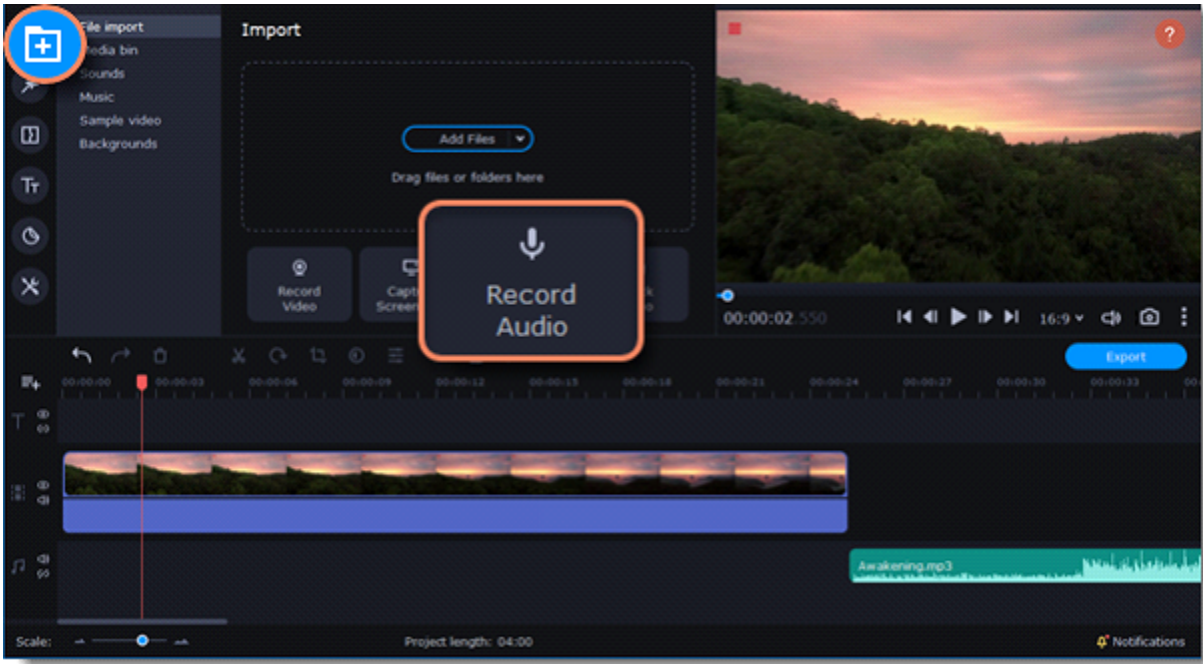 File import
Media bin
Sounds
Music
Sample video
Backgrounds
Import
Add Files
Drag files or folders here
Record
Video
Record
Audio
?
00:00:02.550
16:9
Export
00:00:00
00:00:03
00:00:06
00:00:09
00:00:12
00:00:15
00:00:18
00:00:21
00:00:24
00:00:27
00:00:30
00:00:33
Awakening.mp3
Scale:
Project length: 04:00
Notifications